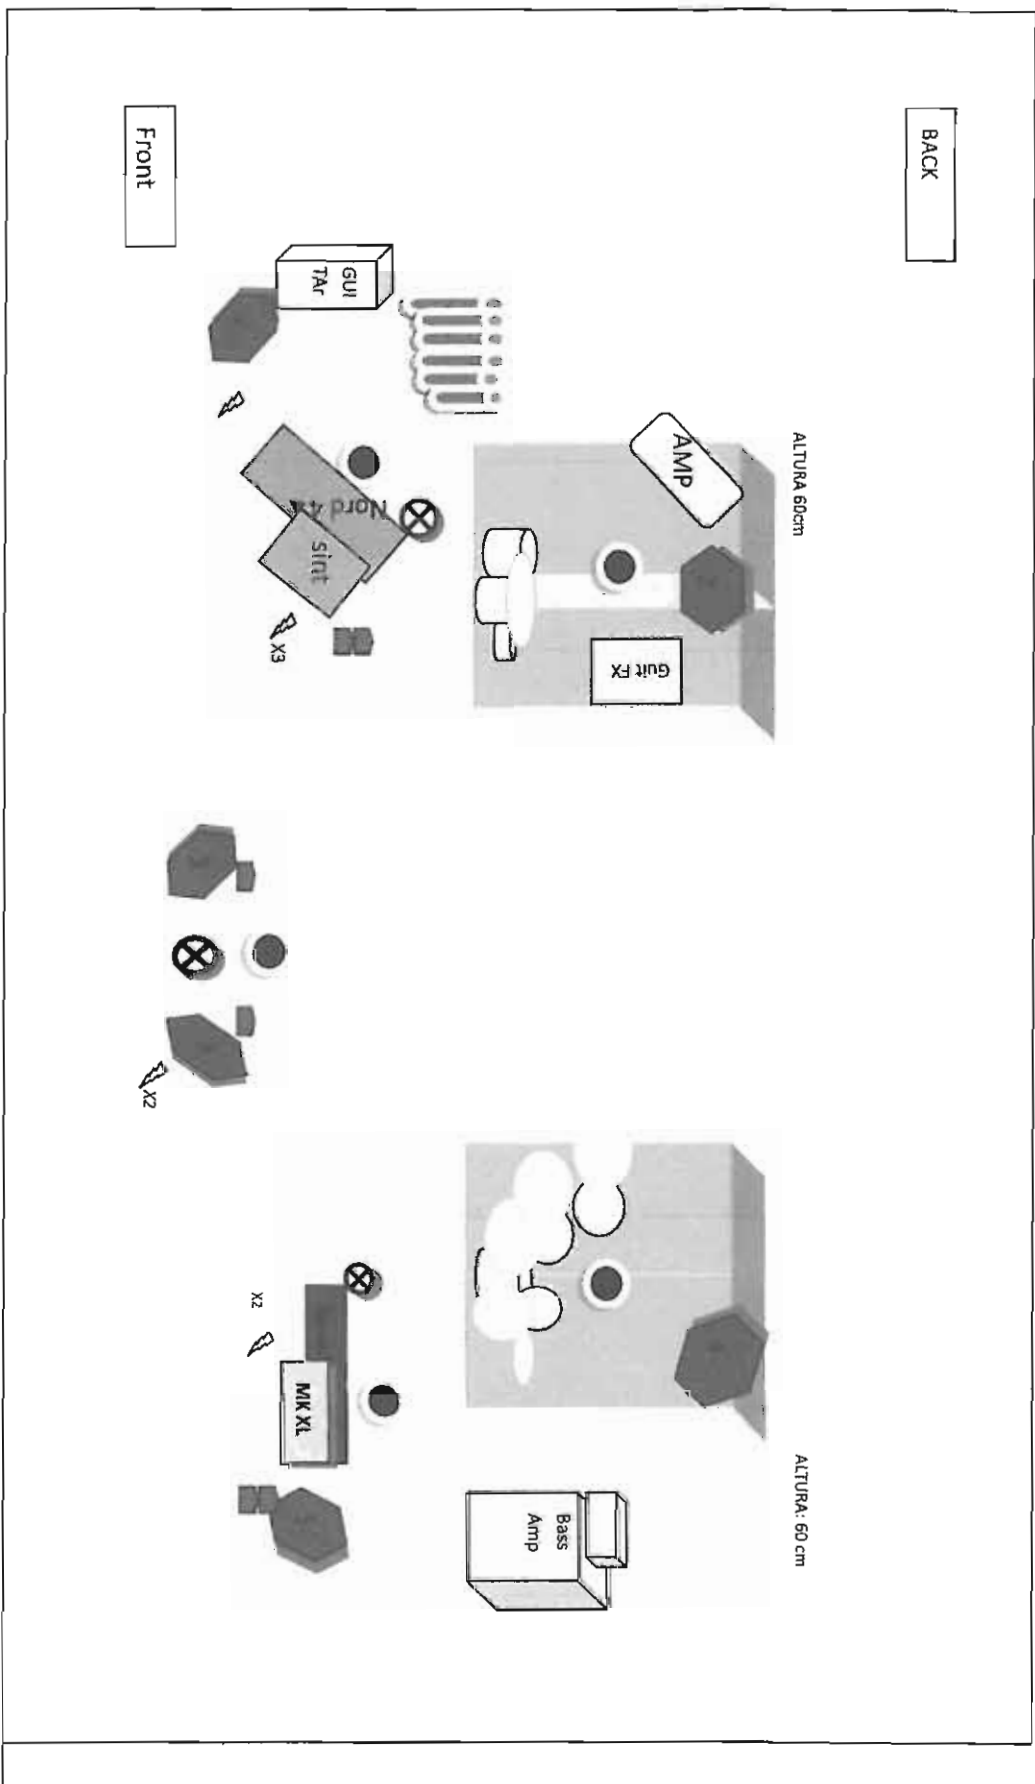 BACK
ALTURA 60cm
AMP
Guit FX
ALTURA: 60 cm
Bass
Amp
GUI
TAr
Nord 4
sint
X3
MK XL
X2
X2
Front